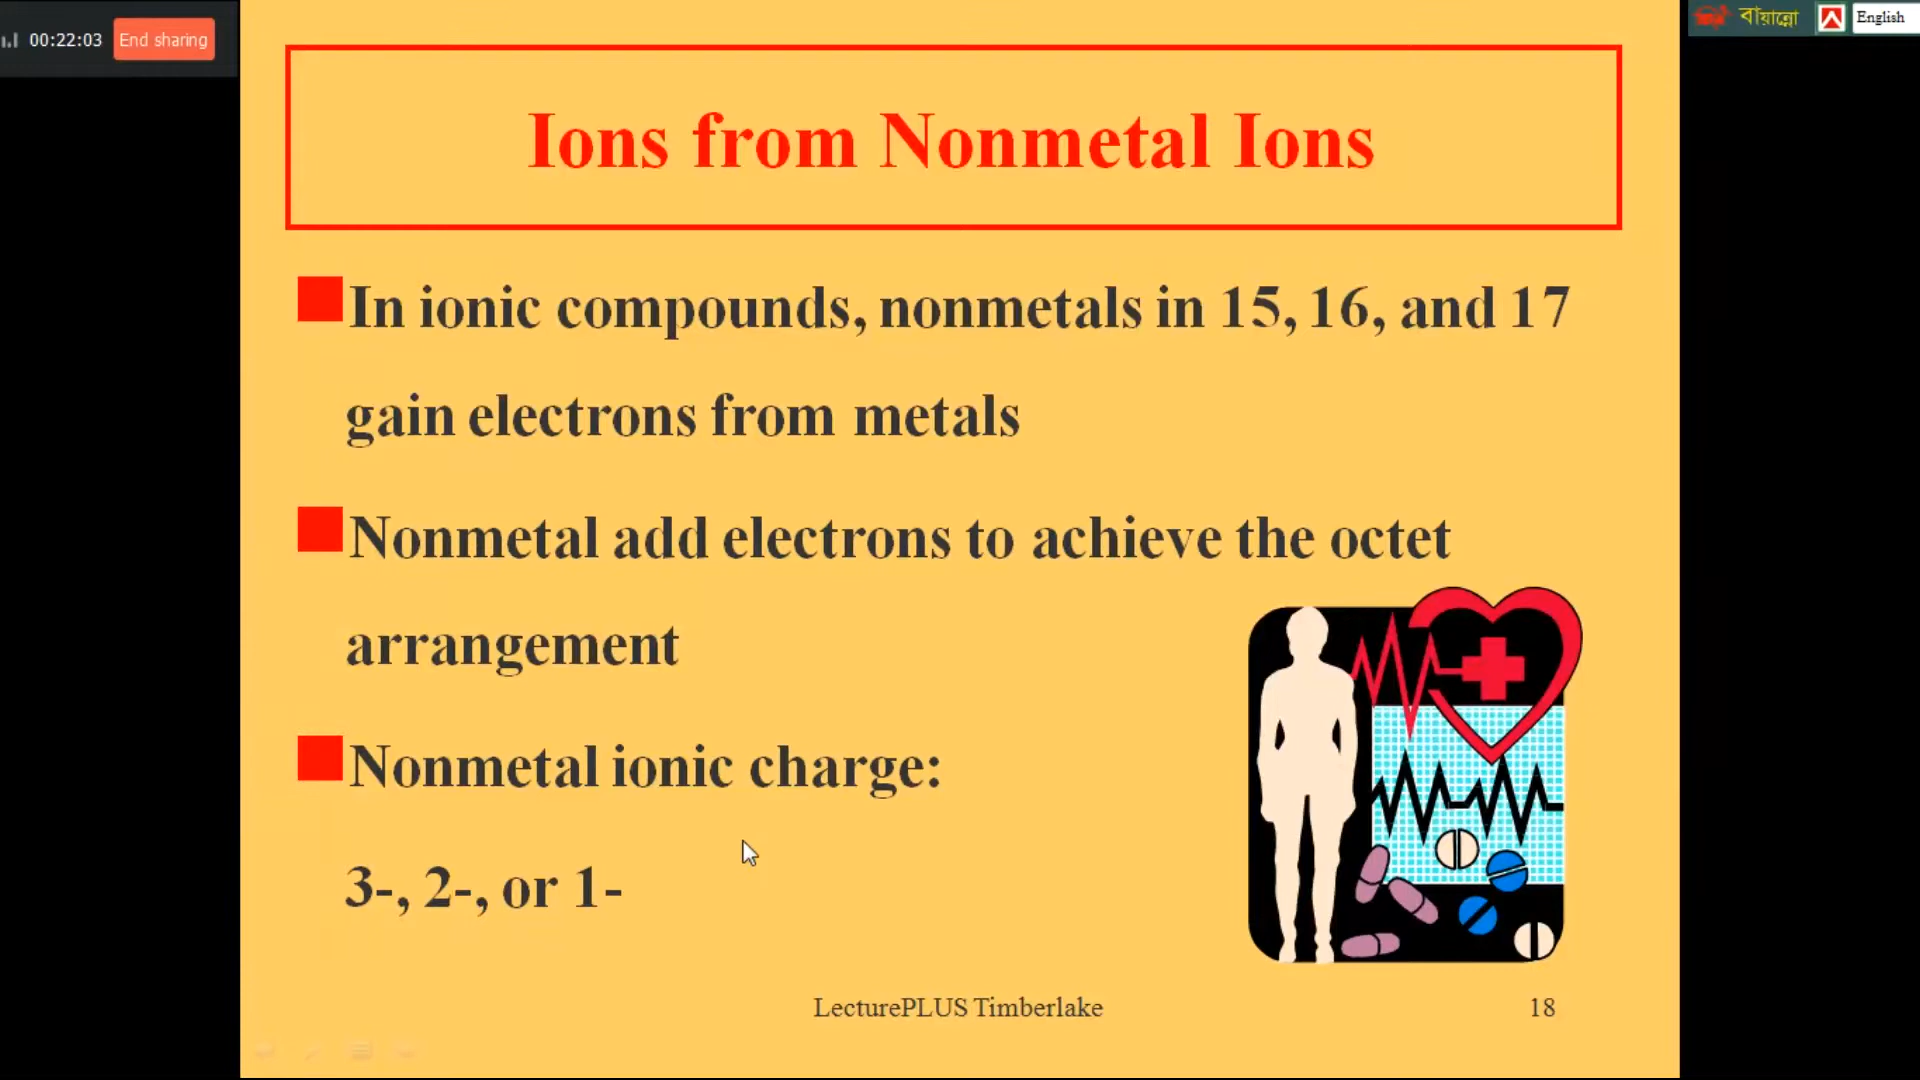 00:22:03 End sharing
বায়ান্নো English
Ions from Nonmetal Ions
In ionic compounds, nonmetals in 15, 16, and 17
gain electrons from metals
Nonmetal add electrons to achieve the octet
arrangement
Nonmetal ionic charge:
3-, 2-, or 1-
LecturePLUS Timberlake
18